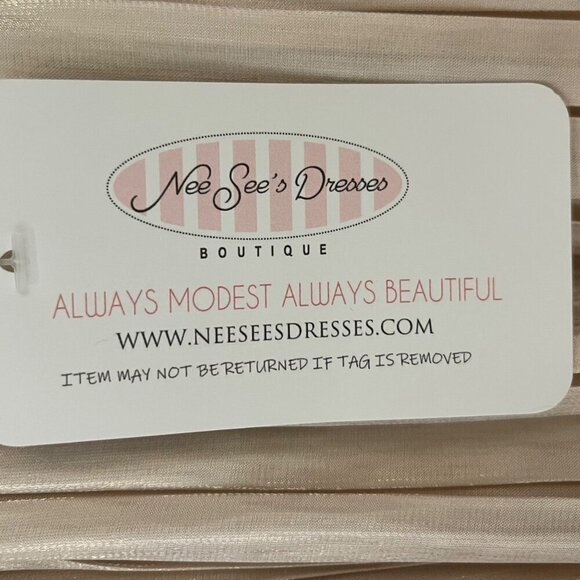 Nee See's Dresses
BOUTIQUE
ALWAYS MODEST ALWAYS BEAUTIFUL
WWW.NEESEESDRESSES.COM
ITEM MAY NOT BE RETURNED IF TAG IS REMOVED